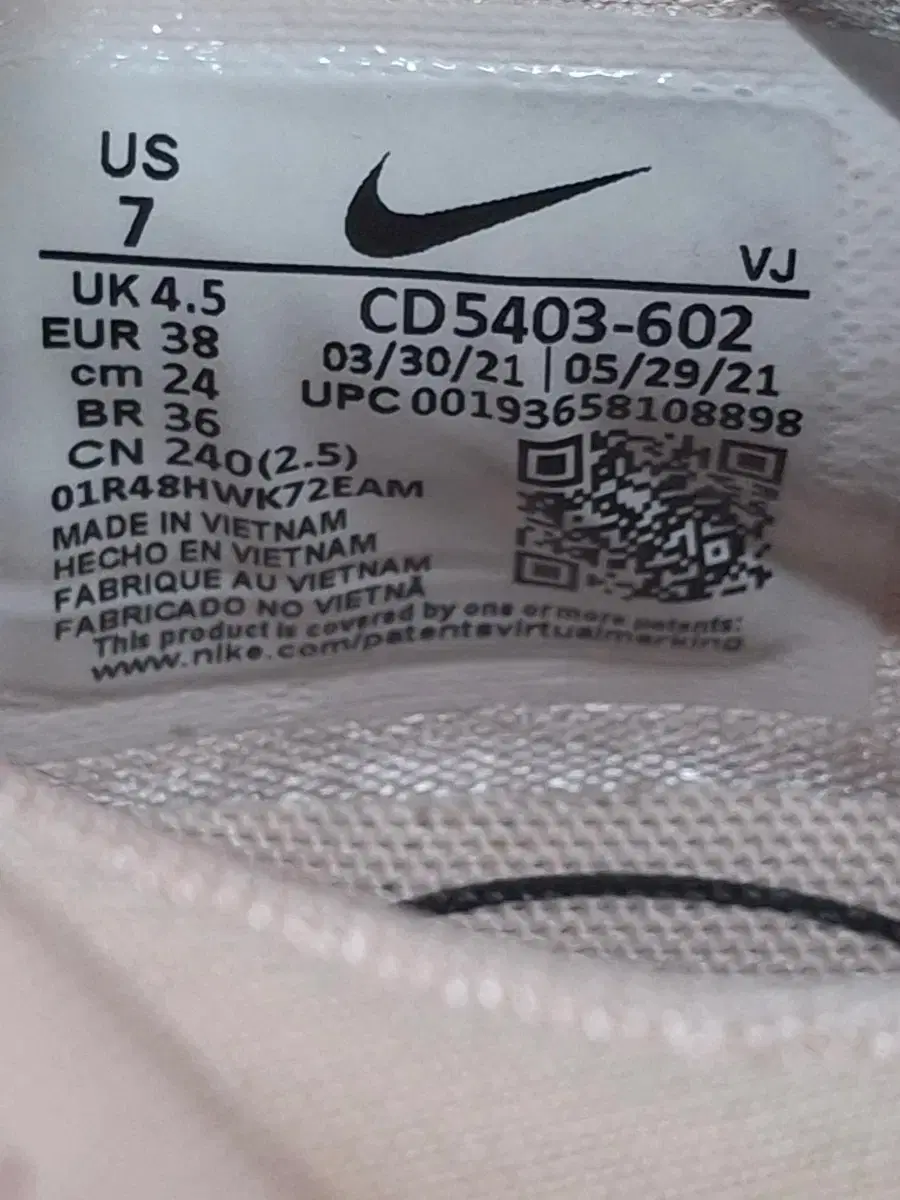 US
7
VJ
UK 4.5
EUR 38
cm 24
BR 36
CN 240(2.5)
CD5403-602
03/30/21 | 05/29/21
UPC 00193658108898
01R48HWK72EAM
MADE IN VIETNAM
HECHO EN VIETNAM
FABRIQUE AU VIETNAM
FABRICADO NO VIETNÃ
This product is covered by one or more patents:
www.nike.com/patentsvirtualmarking